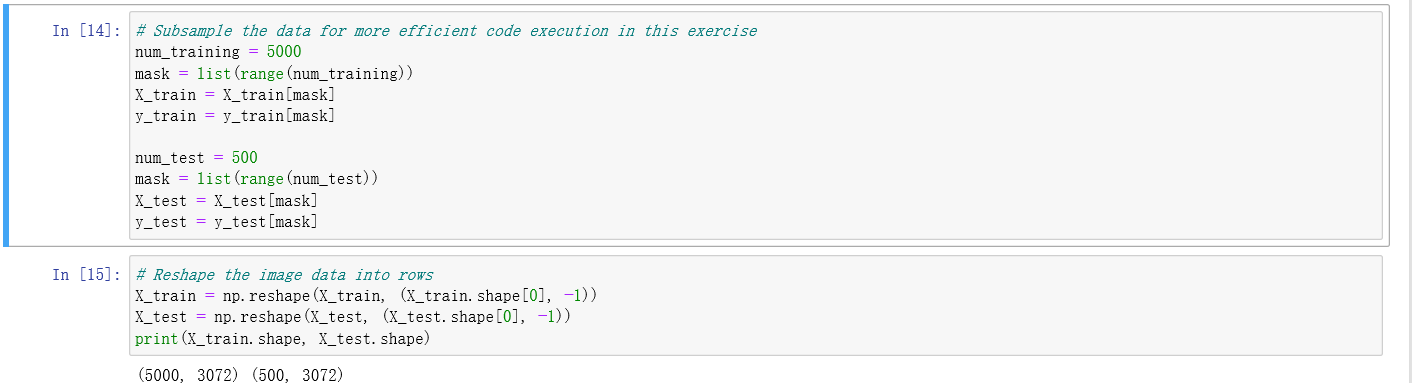 In [14]: # Subsample the data for more efficient code execution in this exercise
num_training = 5000
mask = list(range(num_training))
X_train = X_train[mask]
y_train = y_train[mask]
num_test = 500
mask = list(range(num_test))
X_test = X_test[mask]
y_test = y_test[mask]
In [15]: # Reshape the image data into rows
X_train = np.reshape(X_train, (X_train.shape[0], -1))
X_test = np.reshape(X_test, (X_test.shape[0], -1))
print(X_train.shape, X_test.shape)
(5000, 3072) (500, 3072)